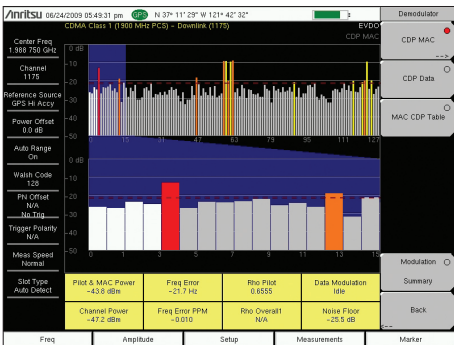 Anritsu 06/24/2009 05:49:31 pm GPS N 37° 11' 29" W 121° 42' 32"
Demodulator
CDMA Class 1 (1900 MHz PCS) - Downlink (1175)
EVDO
CDP MAC
Center Freq
1.988 750 GHz
Channel
1175
Reference Source
GPS Hi Accy
Power Offset
0.0 dB
Auto Range
On
Walsh Code
128
PN Offset
N/A
No Trig
Trigger Polarity
N/A
Meas Speed
Normal
Slot Type
Auto Detect
0 dB
-10
-20
-30
-40
-50
0 15 31 47 63 79 95 111 127
0 dB
-10
-20
-30
-40
-50
0 1 3 5 7 9 11 13 15
Pilot & MAC Power
-43.8 dBm
Freq Error
-21.7 Hz
Rho Pilot
0.6555
Data Modulation
Idle
Channel Power
-47.2 dBm
Freq Error PPM
-0.010
Rho Overall1
N/A
Noise Floor
-25.5 dB
CDP MAC
-->
CDP Data
MAC CDP Table
Modulation
Summary
Back
<--
Freq
Amplitude
Setup
Measurements
Marker